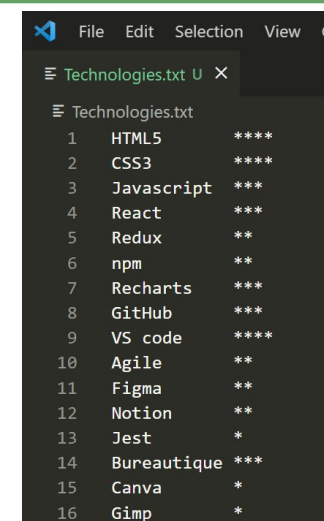 File Edit Selection View
Technologies.txt U ×
Technologies.txt
1 HTML5 ****
2 CSS3 ****
3 Javascript ***
4 React ***
5 Redux **
6 npm **
7 Recharts ***
8 GitHub ***
9 VS code ****
10 Agile **
11 Figma **
12 Notion **
13 Jest *
14 Bureautique ***
15 Canva *
16 Gimp *